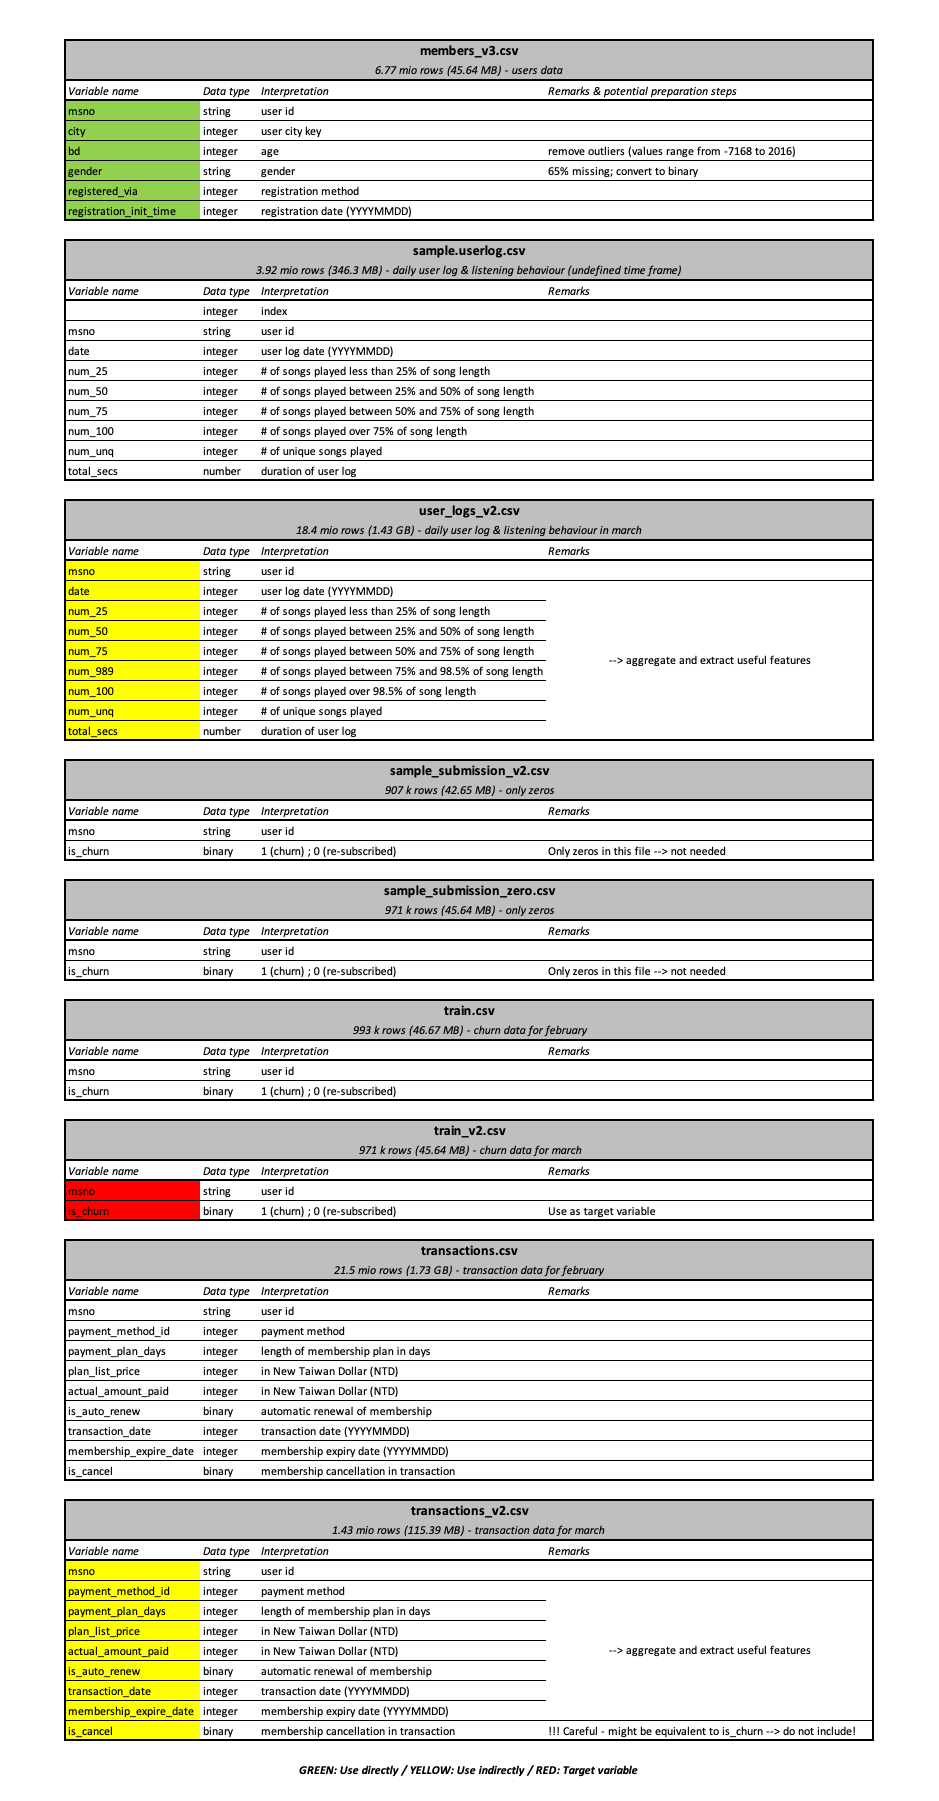 members_v3.csv
6.77 mio rows (45.64 MB) - users data
Variable name Data type Interpretation Remarks & potential preparation steps
msno string user id
city integer user city key
bd integer age remove outliers (values range from -7168 to 2016)
gender string gender 65% missing; convert to binary
registered_via integer registration method
registration_init_time integer registration date (YYYYMMDD)
sample.userlog.csv
3.92 mio rows (346.3 MB) - daily user log & listening behaviour (undefined time frame)
Variable name Data type Interpretation Remarks
integer index
msno string user id
date integer user log date (YYYYMMDD)
num_25 integer # of songs played less than 25% of song length
num_50 integer # of songs played between 25% and 50% of song length
num_75 integer # of songs played between 50% and 75% of song length
num_100 integer # of songs played over 75% of song length
num_unq integer # of unique songs played
total_secs number duration of user log
user_logs_v2.csv
18.4 mio rows (1.43 GB) - daily user log & listening behaviour in march
Variable name Data type Interpretation Remarks
msno string user id
date integer user log date (YYYYMMDD)
num_25 integer # of songs played less than 25% of song length
num_50 integer # of songs played between 25% and 50% of song length
num_75 integer # of songs played between 50% and 75% of song length
--> aggregate and extract useful features
num_989 integer # of songs played between 75% and 98.5% of song length
num_100 integer # of songs played over 98.5% of song length
num_unq integer # of unique songs played
total_secs number duration of user log
sample_submission_v2.csv
907 k rows (42.65 MB) - only zeros
Variable name Data type Interpretation Remarks
msno string user id
is_churn binary 1 (churn) ; 0 (re-subscribed) Only zeros in this file --> not needed
sample_submission_zero.csv
971 k rows (45.64 MB) - only zeros
Variable name Data type Interpretation Remarks
msno string user id
is_churn binary 1 (churn) ; 0 (re-subscribed) Only zeros in this file --> not needed
train.csv
993 k rows (46.67 MB) - churn data for february
Variable name Data type Interpretation Remarks
msno string user id
is_churn binary 1 (churn) ; 0 (re-subscribed)
train_v2.csv
971 k rows (45.64 MB) - churn data for march
Variable name Data type Interpretation Remarks
msno string user id
is_churn binary 1 (churn) ; 0 (re-subscribed) Use as target variable
transactions.csv
21.5 mio rows (1.73 GB) - transaction data for february
Variable name Data type Interpretation Remarks
msno string user id
payment_method_id integer payment method
payment_plan_days integer length of membership plan in days
plan_list_price integer in New Taiwan Dollar (NTD)
actual_amount_paid integer in New Taiwan Dollar (NTD)
is_auto_renew binary automatic renewal of membership
transaction_date integer transaction date (YYYYMMDD)
membership_expire_date integer membership expiry date (YYYYMMDD)
is_cancel binary membership cancellation in transaction
transactions_v2.csv
1.43 mio rows (115.39 MB) - transaction data for march
Variable name Data type Interpretation Remarks
msno string user id
payment_method_id integer payment method
payment_plan_days integer length of membership plan in days
plan_list_price integer in New Taiwan Dollar (NTD)
actual_amount_paid integer in New Taiwan Dollar (NTD) --> aggregate and extract useful features
is_auto_renew binary automatic renewal of membership
transaction_date integer transaction date (YYYYMMDD)
membership_expire_date integer membership expiry date (YYYYMMDD)
is_cancel binary membership cancellation in transaction !!! Careful - might be equivalent to is_churn --> do not include!
GREEN: Use directly / YELLOW: Use indirectly / RED: Target variable